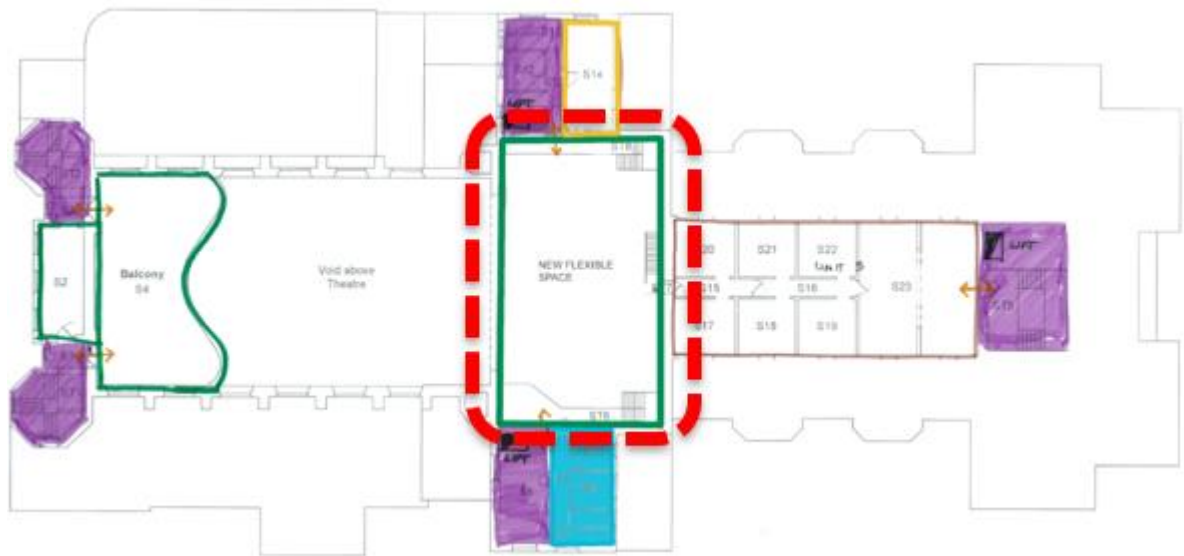 S14
LIFT
S2
Balcony
S4
Void above
Theatre
NEW FLEXIBLE
SPACE
S20
S21
S22
UNITS
S15
S16
S23
S17
S18
S19
LIFT
LIFT